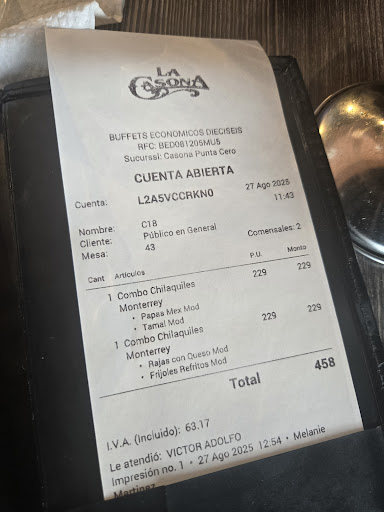 LA
CASONA
BUFFETS ECONOMICOS DIECISEIS
RFC: BED081205MU5
Sucursal: Casona Punta Cero
CUENTA ABIERTA
27 Ago 2025
Cuenta: L2A5VCCRKN0 11:43
Nombre: C18
Cliente: Público en General
Mesa: 43 Comensales: 2
Cant Artículos P.U. Monto
1 Combo Chilaquiles 229 229
Monterrey
• Papas Mex Mod
• Tamal Mod
1 Combo Chilaquiles 229 229
Monterrey
• Rajas con Queso Mod
• Frijoles Refritos Mod
Total 458
I.V.A. (Incluido): 63.17
Le atendió: VICTOR ADOLFO
Impresión no. 1 • 27 Ago 2025 12:54 • Melanie
Martinez